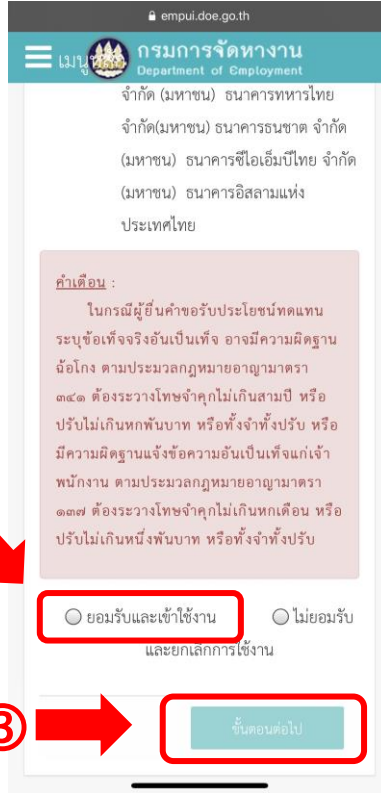 empui.doe.go.th
เมนูหลัก
กรมการจัดหางาน
Department of Employment
จำกัด (มหาชน) ธนาคารทหารไทย
จำกัด(มหาชน) ธนาคารธนชาต จำกัด
(มหาชน) ธนาคารซีไอเอ็มบีไทย จำกัด
(มหาชน) ธนาคารอิสลามแห่ง
ประเทศไทย
คำเตือน :
ในกรณีผู้ยื่นคำขอรับประโยชน์ทดแทน
ระบุข้อเท็จจริงอันเป็นเท็จ อาจมีความผิดฐาน
ฉ้อโกง ตามประมวลกฎหมายอาญามาตรา
๓๔๑ ต้องระวางโทษจำคุกไม่เกินสามปี หรือ
ปรับไม่เกินหกพันบาท หรือทั้งจำทั้งปรับ หรือ
มีความผิดฐานแจ้งข้อความอันเป็นเท็จแก่เจ้า
พนักงาน ตามประมวลกฎหมายอาญามาตรา
๑๓๗ ต้องระวางโทษจำคุกไม่เกินหกเดือน หรือ
ปรับไม่เกินหนึ่งพันบาท หรือทั้งจำทั้งปรับ
ยอมรับและเข้าใช้งาน ไม่ยอมรับ
และยกเลิกการใช้งาน
③ ขั้นตอนต่อไป